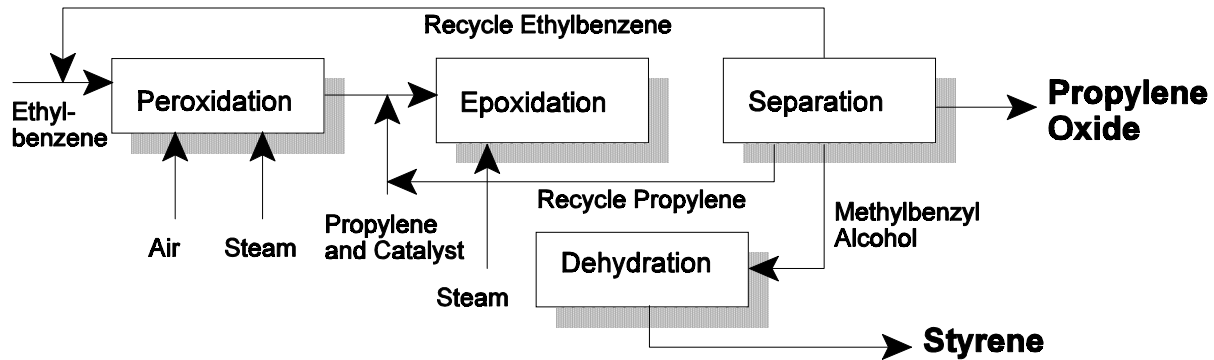 Recycle Ethylbenzene
Ethyl-
benzene
Peroxidation
Epoxidation
Separation
Propylene
Oxide
Air
Steam
Propylene
and Catalyst
Recycle Propylene
Steam
Methylbenzyl
Alcohol
Dehydration
Styrene